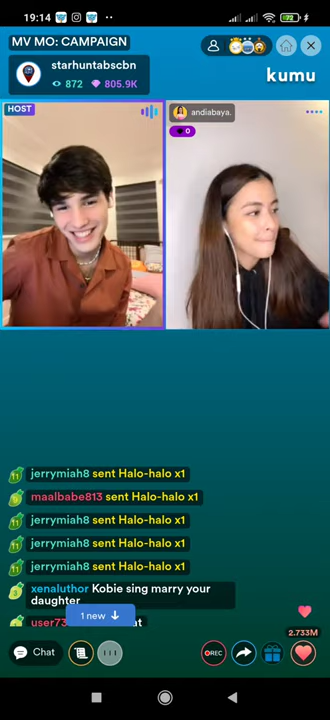 19:14
72
MV MO: CAMPAIGN
starhuntabscbn
872 805.9K
kumu
HOST
andiabaya.
0
jerrymiah8 sent Halo-halo x1
maalbabe813 sent Halo-halo x1
jerrymiah8 sent Halo-halo x1
jerrymiah8 sent Halo-halo x1
jerrymiah8 sent Halo-halo x1
xenaluthor Kobie sing marry your
daughter
1 new ↓
user73
at
2.733M
Chat
REC